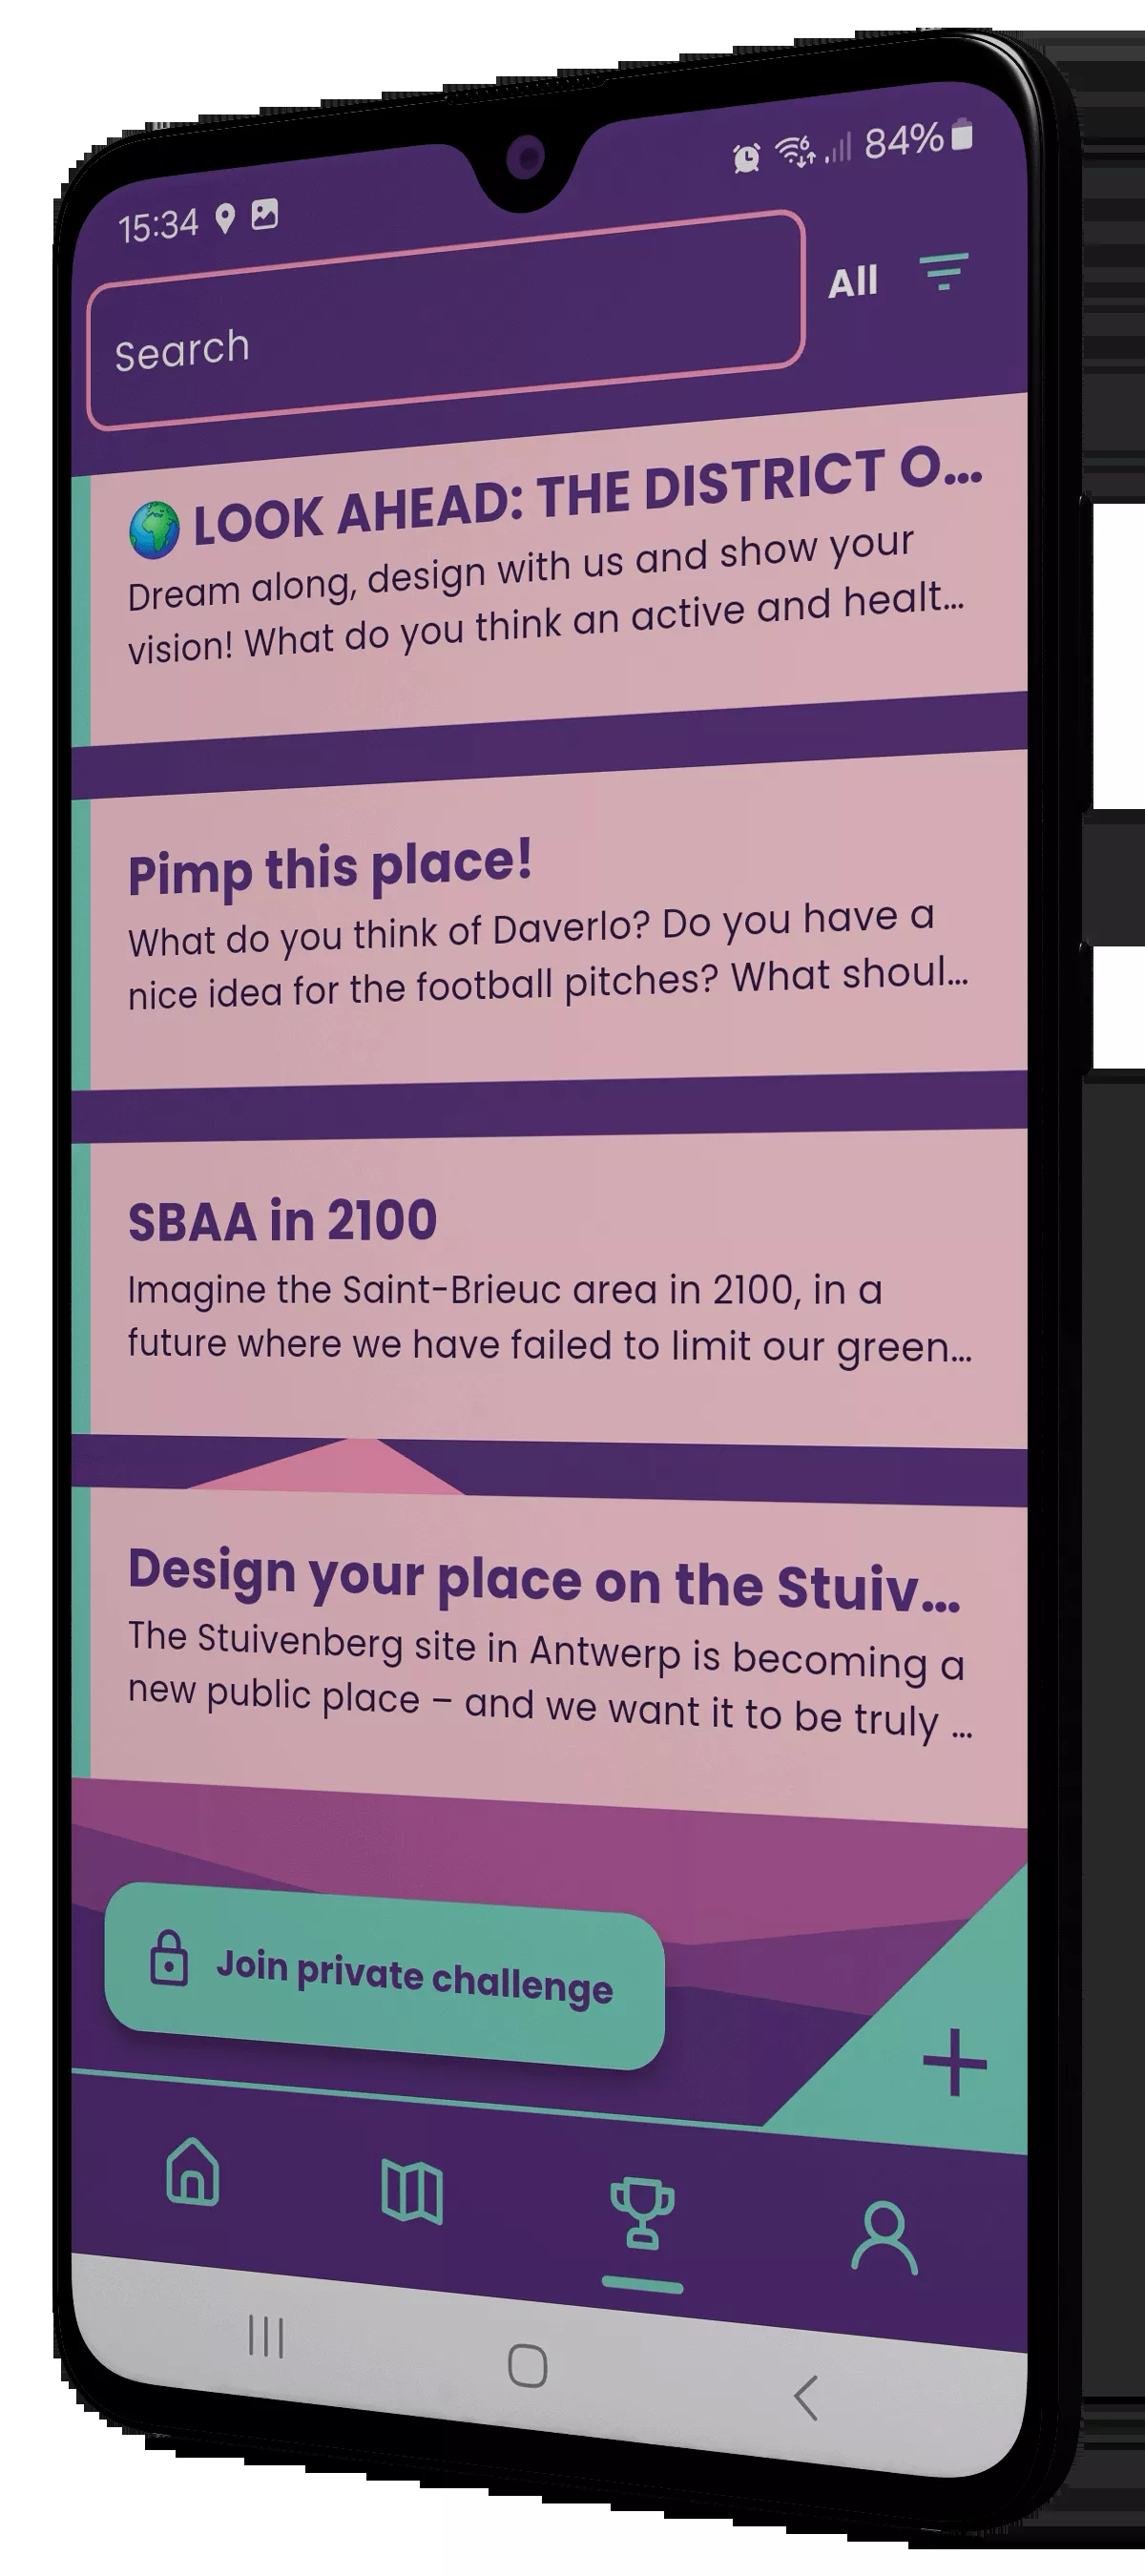 15:34
84%
Search
All
LOOK AHEAD: THE DISTRICT O...
Dream along, design with us and show your
vision! What do you think an active and healt...
Pimp this place!
What do you think of Daverlo? Do you have a
nice idea for the football pitches? What shoul...
SBAA in 2100
Imagine the Saint-Brieuc area in 2100, in a
future where we have failed to limit our green...
Design your place on the Stuiv...
The Stuivenberg site in Antwerp is becoming a
new public place – and we want it to be truly ...
Join private challenge